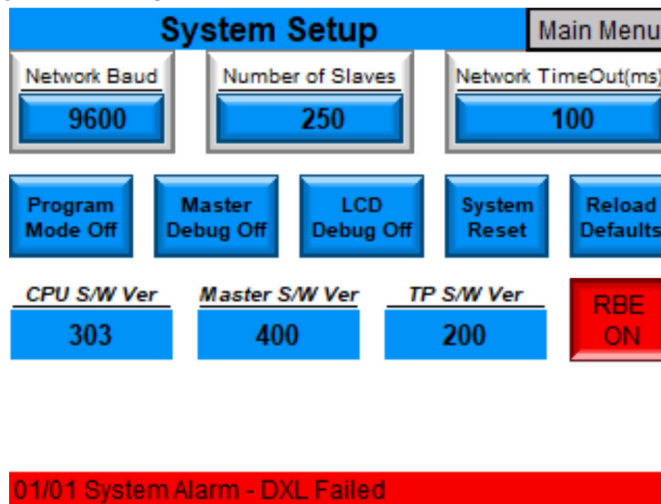 System Setup
Main Menu
Network Baud
Number of Slaves
Network TimeOut(ms)
9600
250
100
Program
Mode Off
Master
Debug Off
LCD
Debug Off
System
Reset
Reload
Defaults
CPU S/W Ver
Master S/W Ver
TP S/W Ver
303
400
200
RBE
ON
01/01 System Alarm - DXL Failed